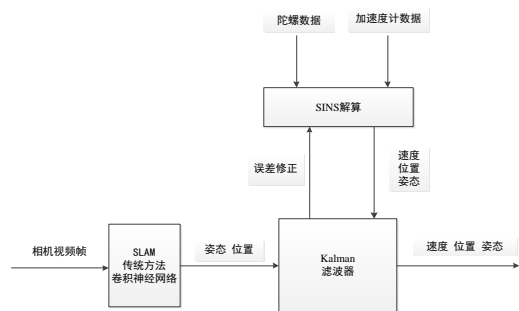 陀螺数据
加速度计数据
SINS解算
误差修正
速度
位置
姿态
相机视频帧
SLAM
传统方法
卷积神经网络
姿态 位置
Kalman
滤波器
速度 位置 姿态